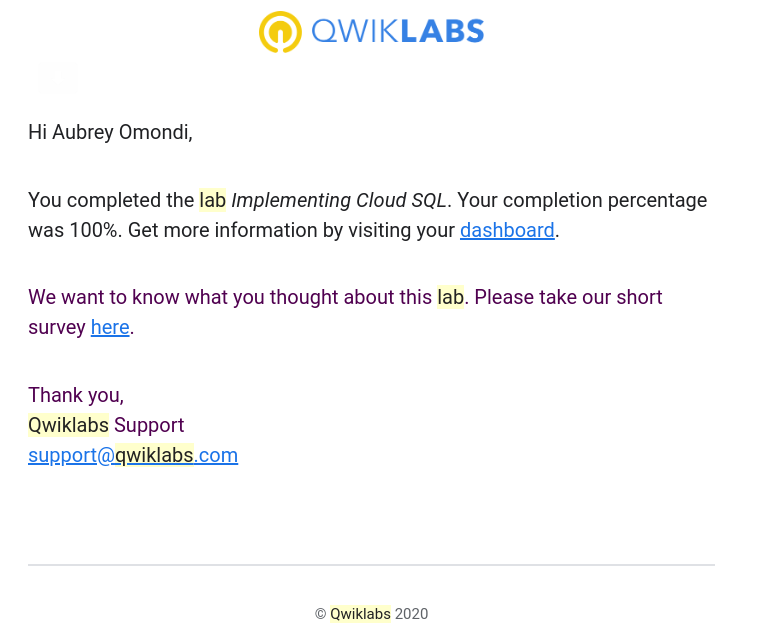 QWIKLABS
Hi Aubrey Omondi,
You completed the lab Implementing Cloud SQL. Your completion percentage
was 100%. Get more information by visiting your dashboard.
We want to know what you thought about this lab. Please take our short
survey here.
Thank you,
Qwiklabs Support
support@qwiklabs.com
© Qwiklabs 2020